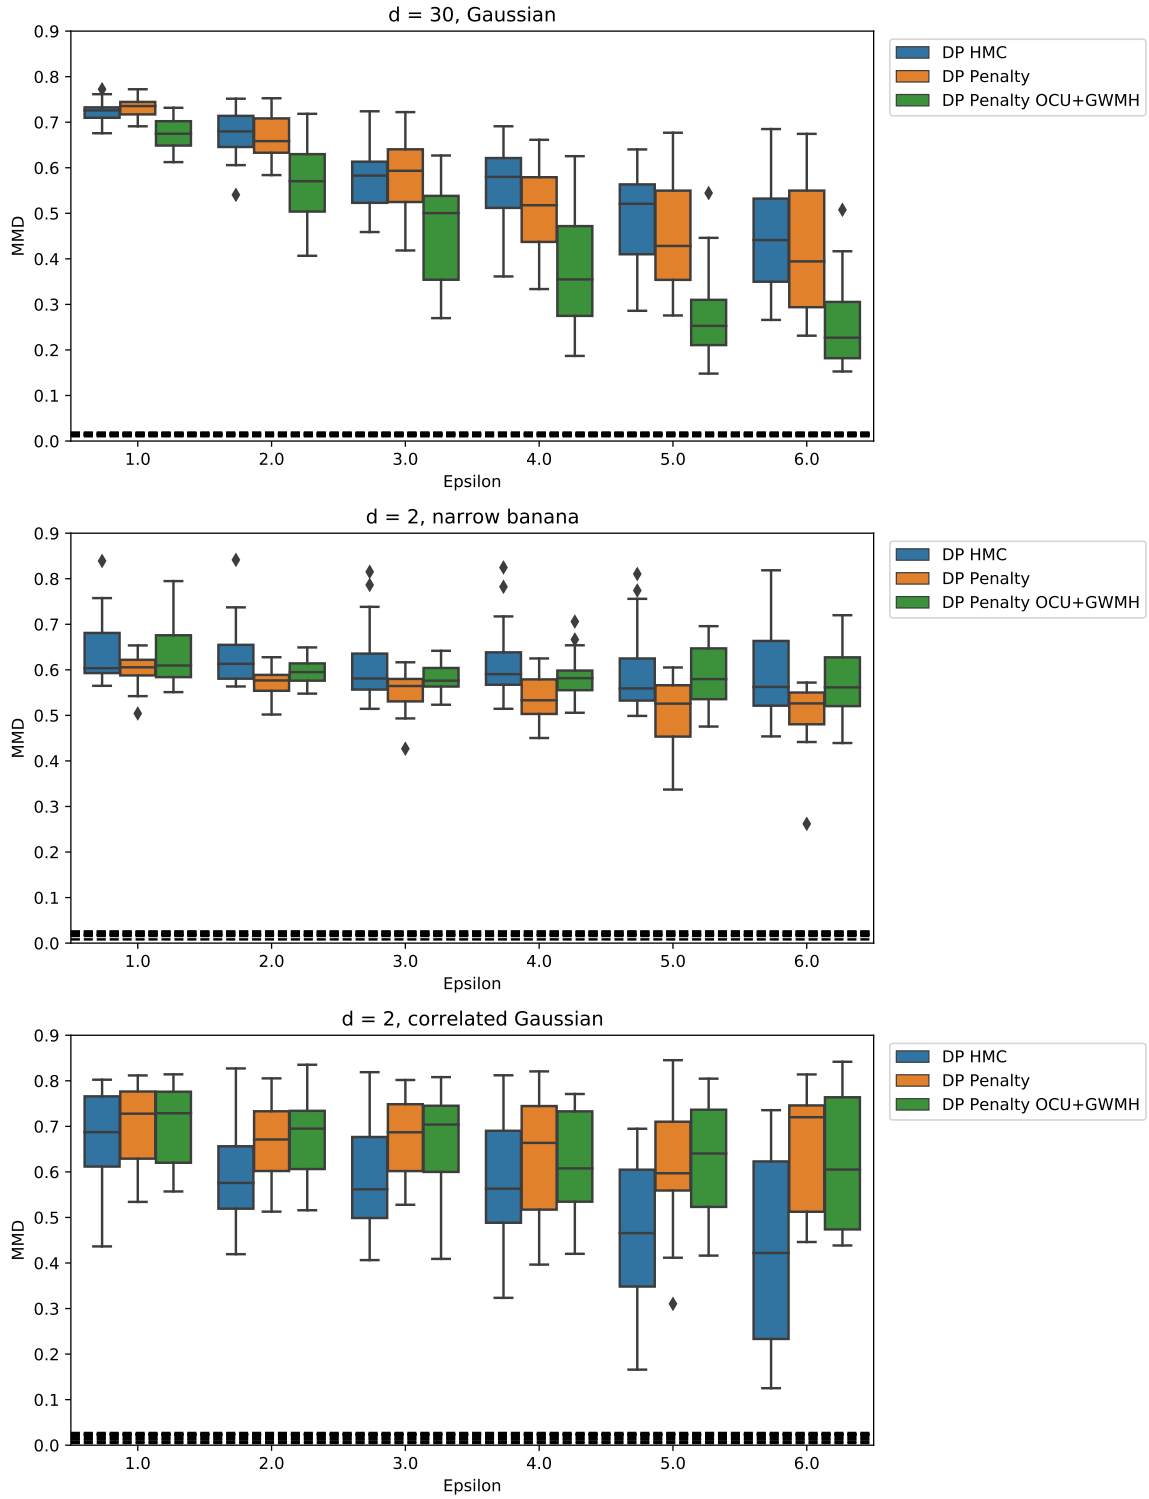 d = 30, Gaussian
0.9
0.8
0.7
0.6
0.5
0.4
0.3
0.2
0.1
0.0
MMD
1.0 2.0 3.0 4.0 5.0 6.0
Epsilon
DP HMC
DP Penalty
DP Penalty OCU+GWMH
d = 2, narrow banana
0.9
0.8
0.7
0.6
0.5
0.4
0.3
0.2
0.1
0.0
MMD
1.0 2.0 3.0 4.0 5.0 6.0
Epsilon
DP HMC
DP Penalty
DP Penalty OCU+GWMH
d = 2, correlated Gaussian
0.9
0.8
0.7
0.6
0.5
0.4
0.3
0.2
0.1
0.0
MMD
1.0 2.0 3.0 4.0 5.0 6.0
Epsilon
DP HMC
DP Penalty
DP Penalty OCU+GWMH